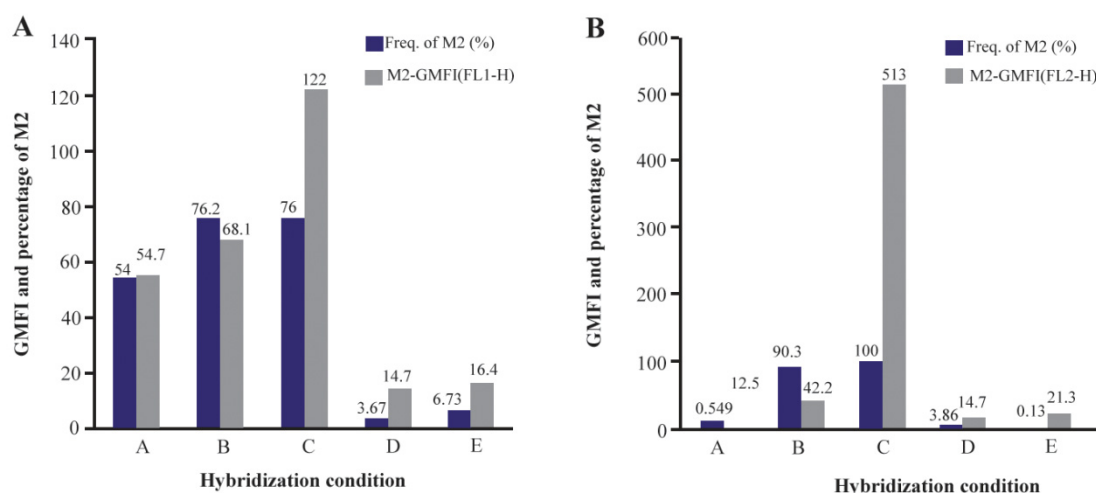 A
GMFI and percentage of M2
140
120
100
80
60
40
20
0
Freq. of M2 (%)
M2-GMFI(FL1-H)
54
54.7
76.2
68.1
76
122
3.67
14.7
6.73
16.4
A B C D E
Hybridization condition
B
GMFI and percentage of M2
600
500
400
300
200
100
0
Freq. of M2 (%)
M2-GMFI(FL2-H)
0.549
12.5
90.3
42.2
100
513
3.86
14.7
0.13
21.3
A B C D E
Hybridization condition